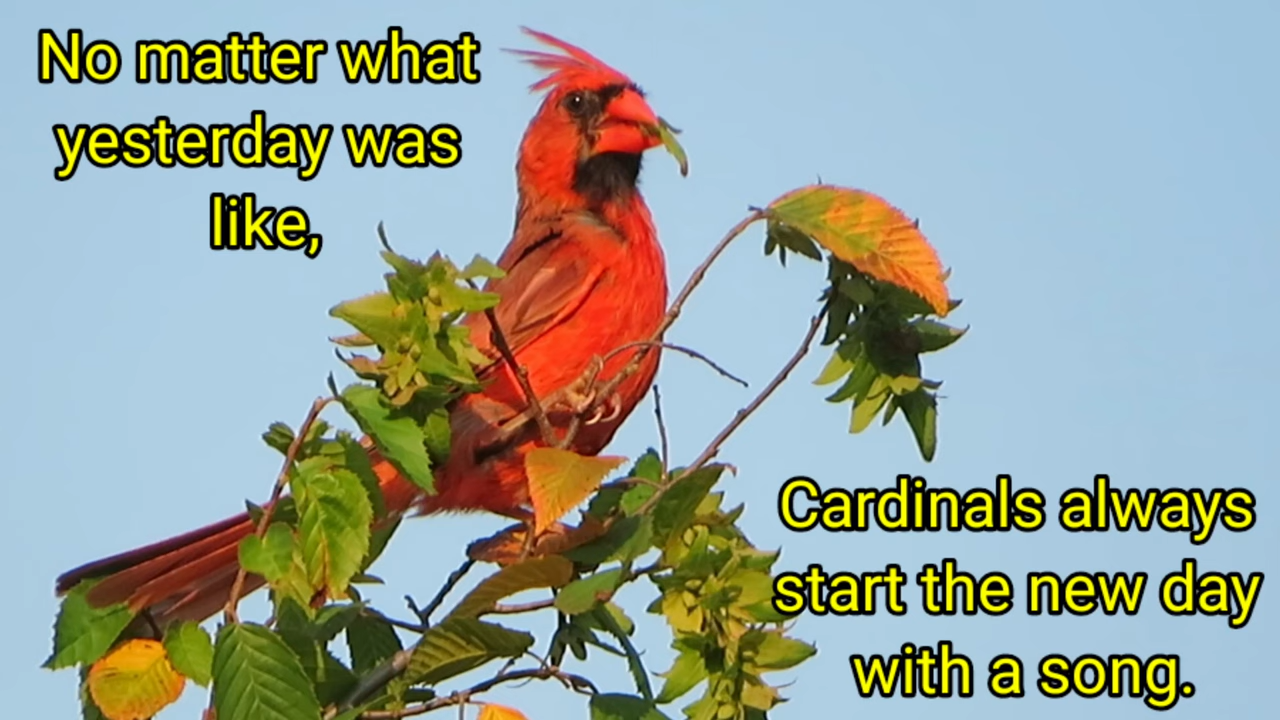 No matter what
yesterday was
like,
Cardinals always
start the new day
with a song.